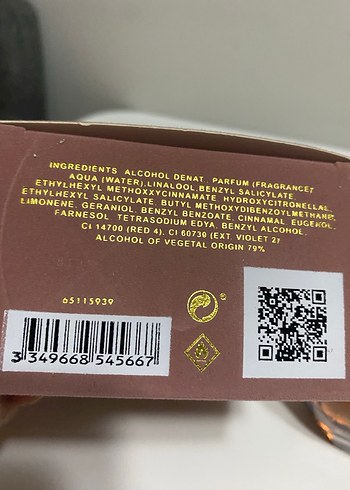 INGREDIENTS ALCOHOL DENAT. PARFUM (FRAGRANCE)
AQUA (WATER), LINALOOL, BENZYL SALICYLATE
ETHYLHEXYL METHOXXYCINNAMATE HYDROXYCITRONELLAL
ETHYLHEXYL SALICYLATE, BUTYL METHOXYDIBENZOYLMETHANE
LIMONENE, GERANIOL, BENZYL BENZOATE, CINNAMAL EUGENOL,
FARNESOL TETRASODIUM EDYA, BENZYL ALCOHOL,
CI 14700 (RED 4), CI 60730 (EXT. VIOLET 2)
ALCOHOL OF VEGETAL ORIGIN 79%
65115939
®
3 349668 545667